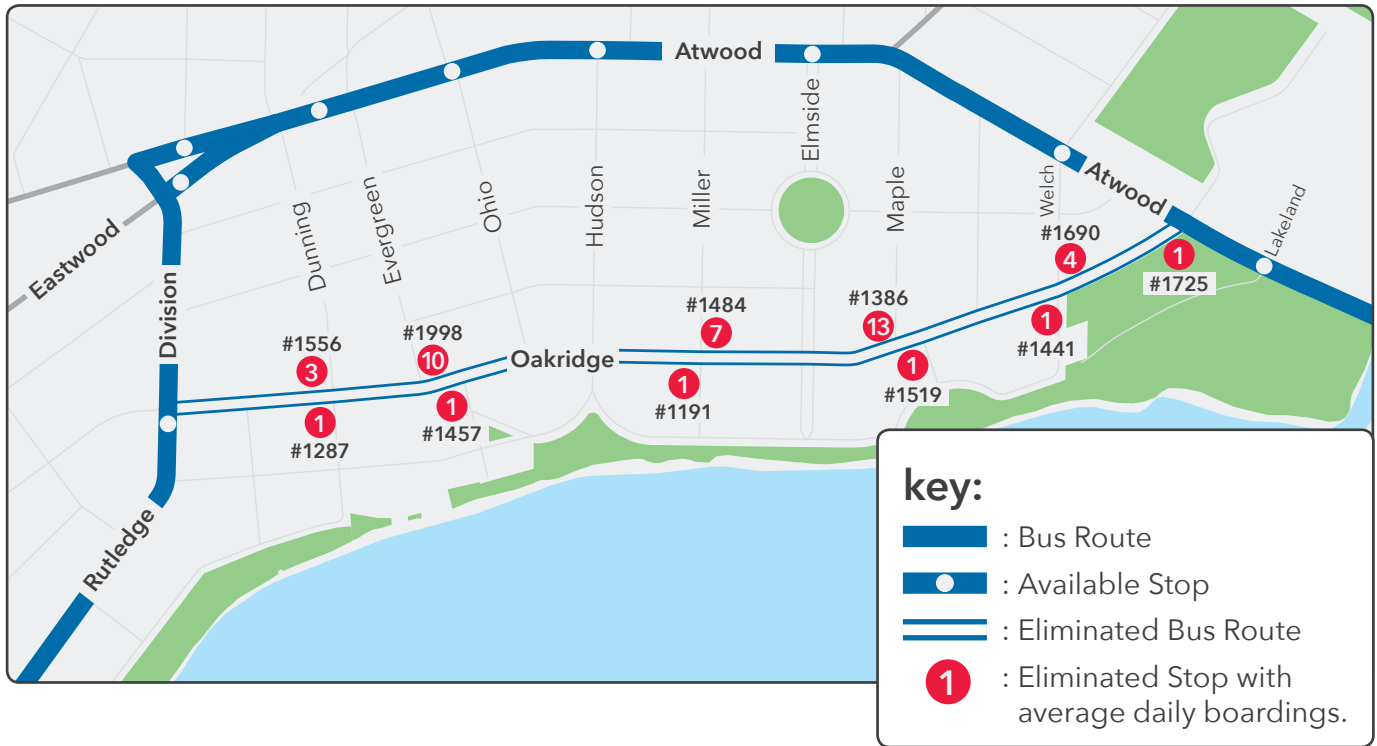 Atwood
Elmside
Eastwood
Dunning
Evergreen
Ohio
Hudson
Miller
Maple
Welch
Atwood
Lakeland
Division
#1690
4
1
#1725
#1556
3
#1998
10
#1484
7
#1386
13
1
#1441
Oakridge
1
#1287
1
#1457
1
#1191
1
#1519
Rutledge
key:
: Bus Route
: Available Stop
: Eliminated Bus Route
1
: Eliminated Stop with
average daily boardings.